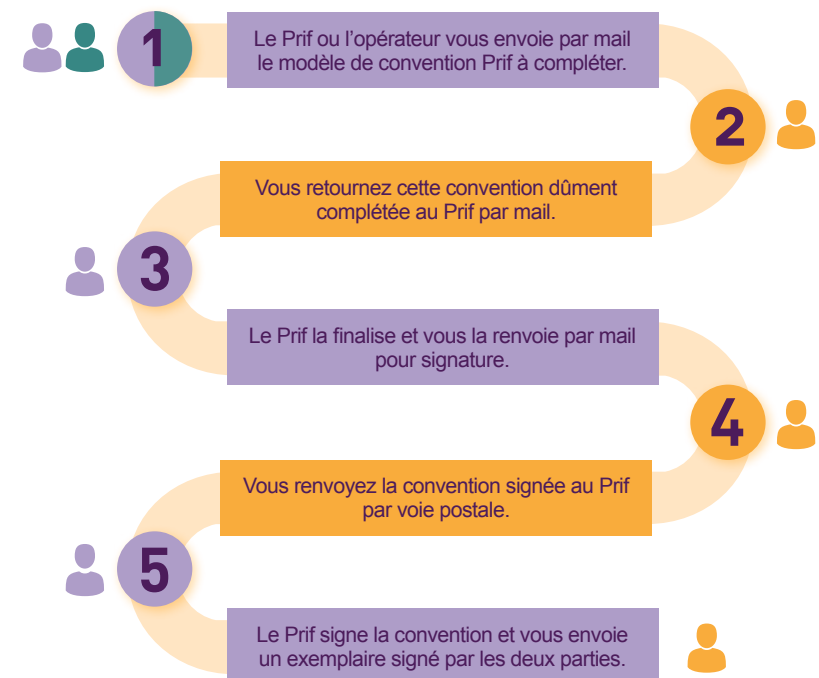 1
Le Prif ou l’opérateur vous envoie par mail
le modèle de convention Prif à compléter.
2
Vous retournez cette convention dûment
complétée au Prif par mail.
3
Le Prif la finalise et vous la renvoie par mail
pour signature.
4
Vous renvoyez la convention signée au Prif
par voie postale.
5
Le Prif signe la convention et vous envoie
un exemplaire signé par les deux parties.